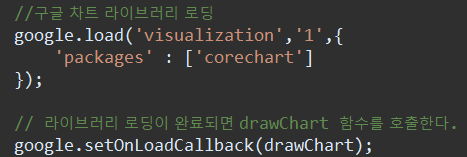 //구글 차트 라이브러리 로딩
google.load('visualization','1',{
    'packages' : ['corechart']
});
// 라이브러리 로딩이 완료되면 drawChart 함수를 호출한다.
google.setOnLoadCallback(drawChart);